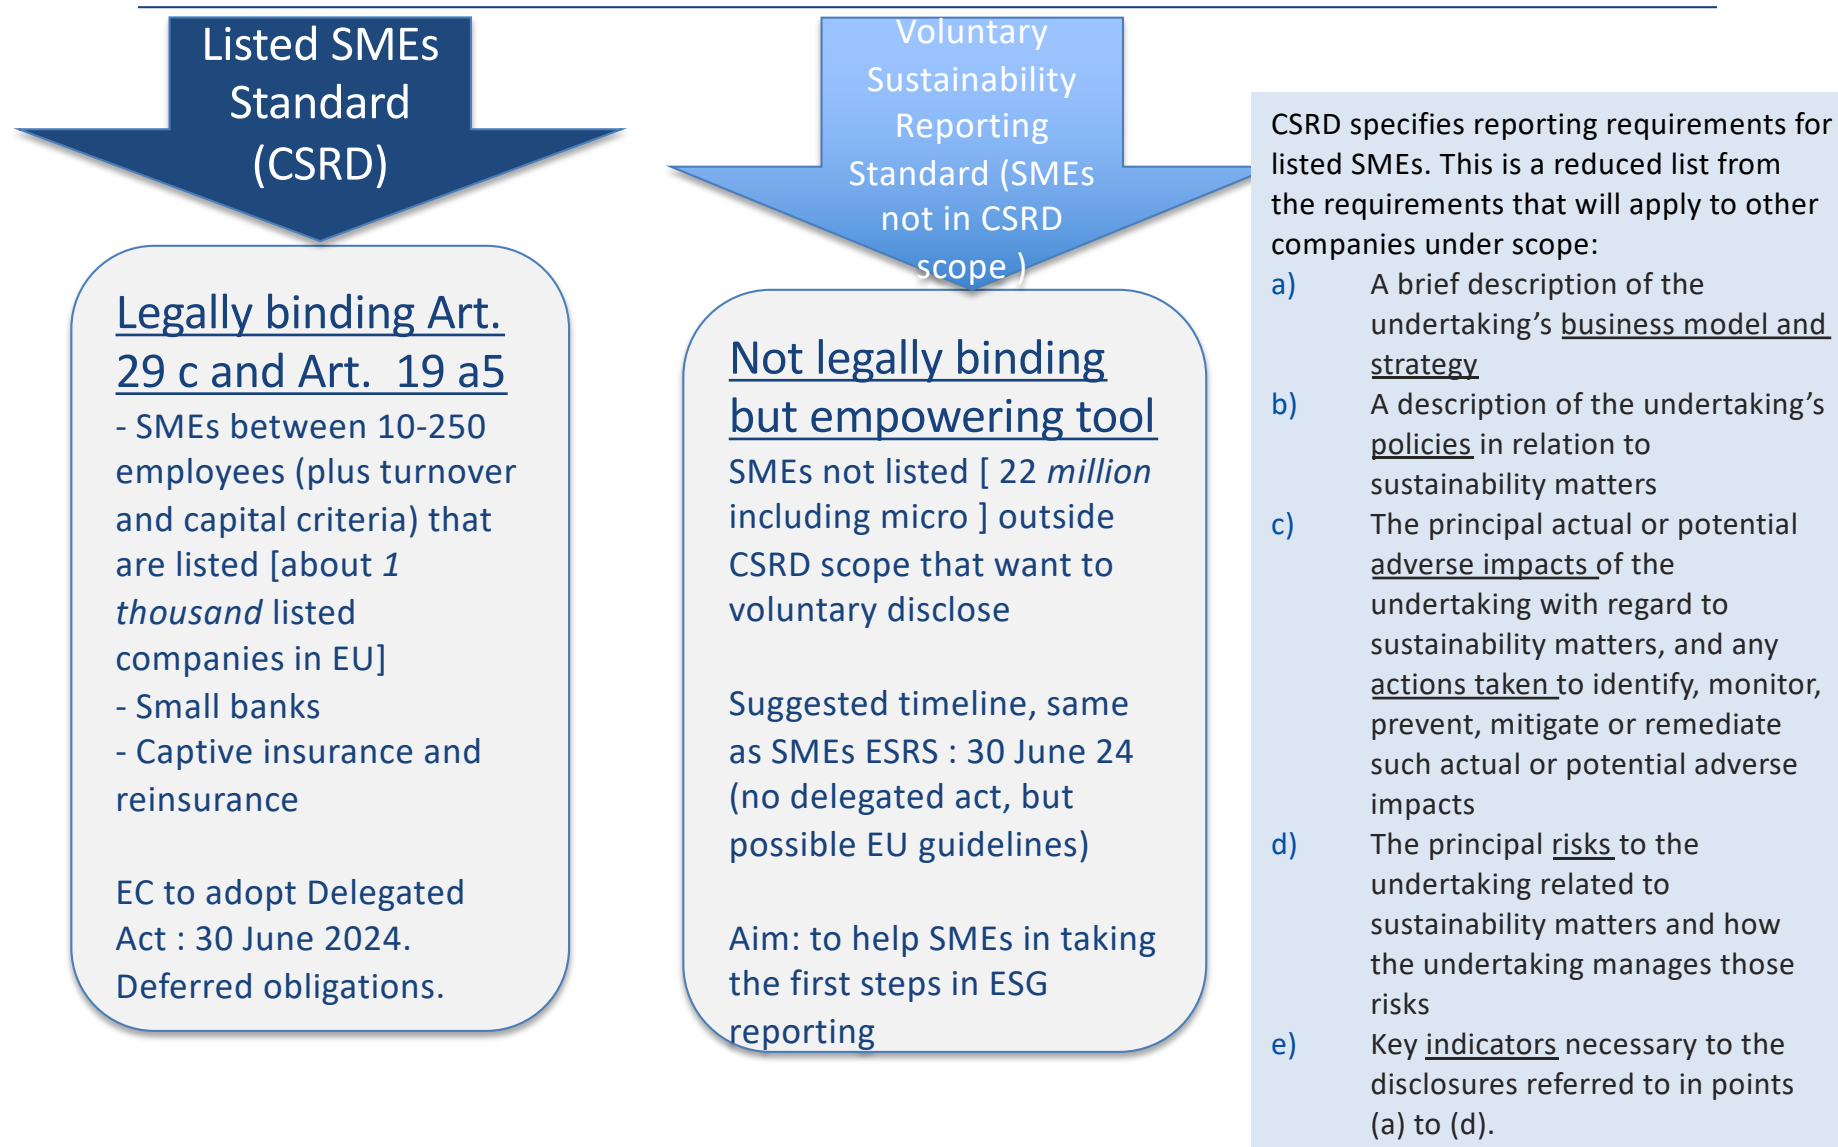 Listed SMEs
Standard
(CSRD)
Legally binding Art.
29 c and Art.  19 a5
- SMEs between 10-250
employees (plus turnover
and capital criteria) that
are listed [about 1
thousand listed
companies in EU]
- Small banks
- Captive insurance and
reinsurance
EC to adopt Delegated
Act : 30 June 2024.
Deferred obligations.
Voluntary
Sustainability
Reporting
Standard (SMEs
not in CSRD
scope )
Not legally binding
but empowering tool
SMEs not listed [ 22 million
including micro ] outside
CSRD scope that want to
voluntary disclose
Suggested timeline, same
as SMEs ESRS : 30 June 24
(no delegated act, but
possible EU guidelines)
Aim: to help SMEs in taking
the first steps in ESG
reporting
CSRD specifies reporting requirements for
listed SMEs. This is a reduced list from
the requirements that will apply to other
companies under scope:
a) A brief description of the
undertaking’s business model and
strategy
b) A description of the undertaking’s
policies in relation to
sustainability matters
c) The principal actual or potential
adverse impacts of the
undertaking with regard to
sustainability matters, and any
actions taken to identify, monitor,
prevent, mitigate or remediate
such actual or potential adverse
impacts
d) The principal risks to the
undertaking related to
sustainability matters and how
the undertaking manages those
risks
e) Key indicators necessary to the
disclosures referred to in points
(a) to (d).